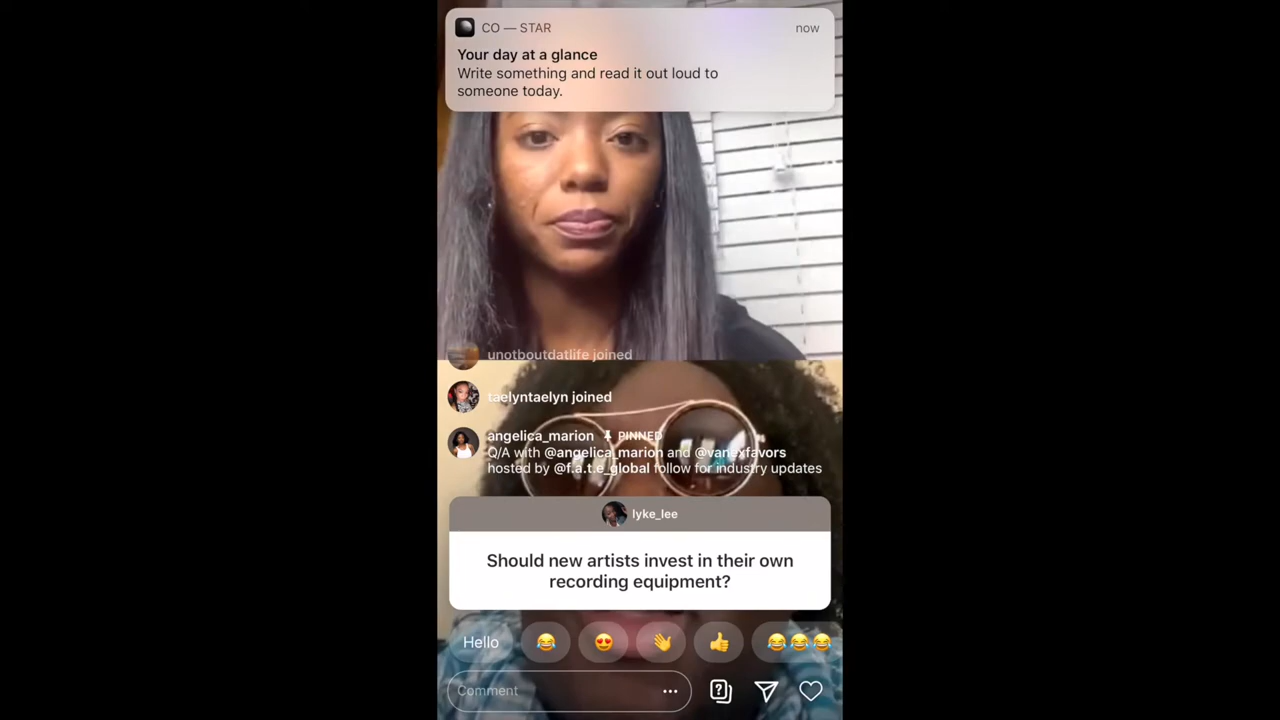 CO — STAR
now
Your day at a glance
Write something and read it out loud to
someone today.
unotboutdatlife joined
taelyntaelyn joined
angelica_marion PINNED
Q/A with @angelica_marion and @vanexfavors
hosted by @f.a.t.e_global follow for industry updates
lyke_lee
Should new artists invest in their own
recording equipment?
Hello
Comment